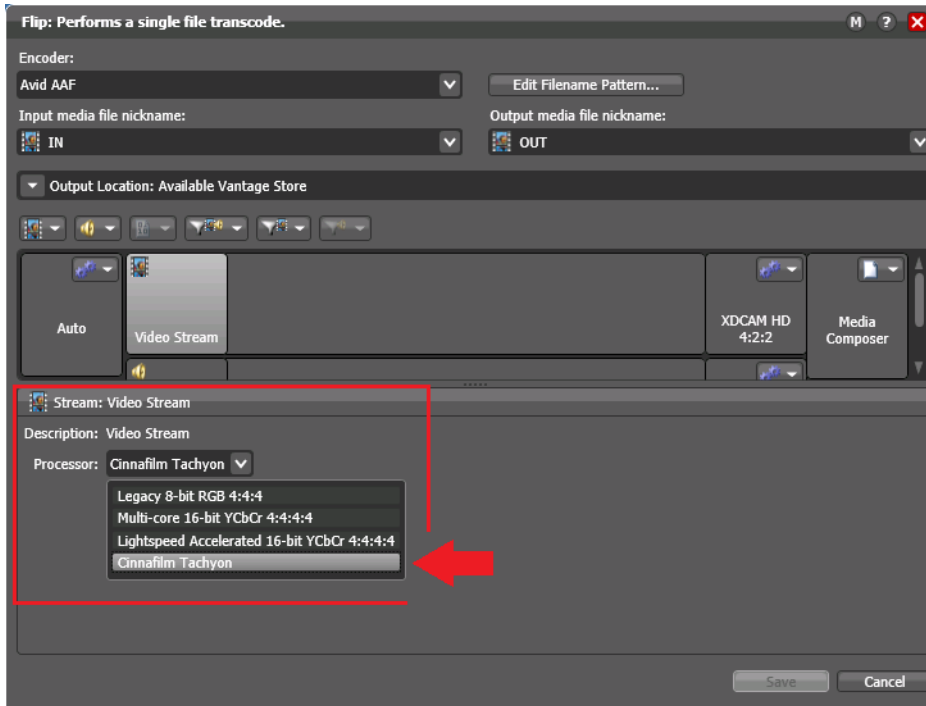 Flip: Performs a single file transcode.
M ? X
Encoder:
Avid AAF
Edit Filename Pattern...
Input media file nickname:
Output media file nickname:
IN
OUT
Output Location: Available Vantage Store
Auto
Video Stream
XDCAM HD
4:2:2
Media
Composer
Stream: Video Stream
Description: Video Stream
Processor: Cinnafilm Tachyon
Legacy 8-bit RGB 4:4:4
Multi-core 16-bit YCbCr 4:4:4:4
Lightspeed Accelerated 16-bit YCbCr 4:4:4:4
Cinnafilm Tachyon
Save
Cancel